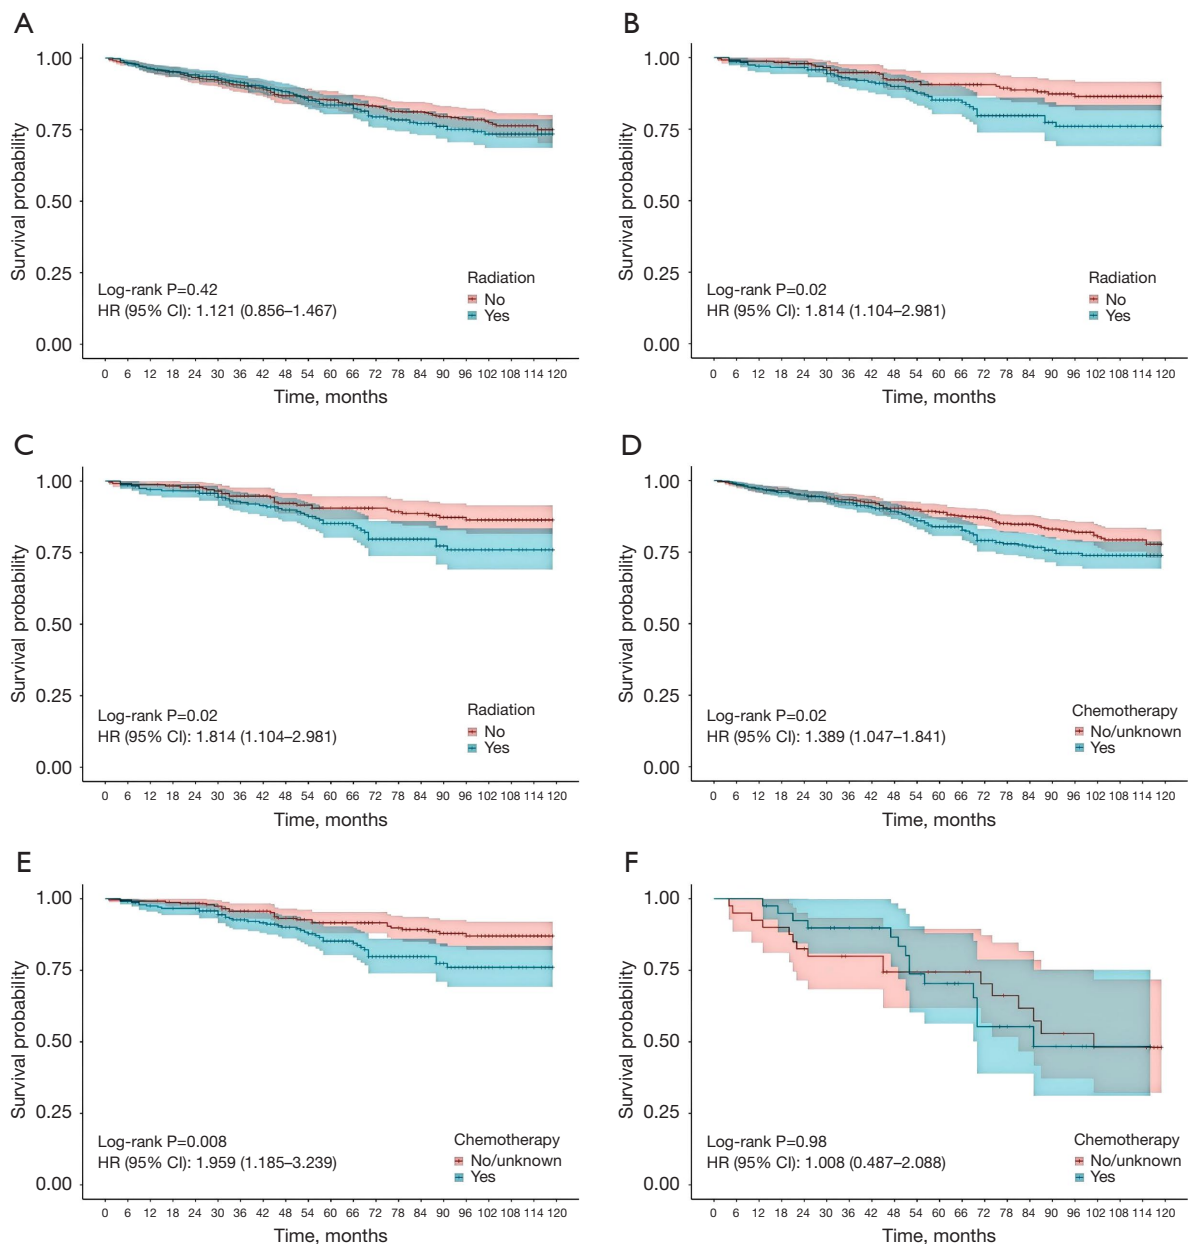 A
Survival probability
1.00
0.75
0.50
0.25
0.00
Log-rank P=0.42
HR (95% CI): 1.121 (0.856–1.467)
Radiation
No
Yes
0 6 12 18 24 30 36 42 48 54 60 66 72 78 84 90 96 102 108 114 120
Time, months
B
Survival probability
1.00
0.75
0.50
0.25
0.00
Log-rank P=0.02
HR (95% CI): 1.814 (1.104–2.981)
Radiation
No
Yes
0 6 12 18 24 30 36 42 48 54 60 66 72 78 84 90 96 102 108 114 120
Time, months
C
Survival probability
1.00
0.75
0.50
0.25
0.00
Log-rank P=0.02
HR (95% CI): 1.814 (1.104–2.981)
Radiation
No
Yes
0 6 12 18 24 30 36 42 48 54 60 66 72 78 84 90 96 102 108 114 120
Time, months
D
Survival probability
1.00
0.75
0.50
0.25
0.00
Log-rank P=0.02
HR (95% CI): 1.389 (1.047–1.841)
Chemotherapy
No/unknown
Yes
0 6 12 18 24 30 36 42 48 54 60 66 72 78 84 90 96 102 108 114 120
Time, months
E
Survival probability
1.00
0.75
0.50
0.25
0.00
Log-rank P=0.008
HR (95% CI): 1.959 (1.185–3.239)
Chemotherapy
No/unknown
Yes
0 6 12 18 24 30 36 42 48 54 60 66 72 78 84 90 96 102 108 114 120
Time, months
F
Survival probability
1.00
0.75
0.50
0.25
0.00
Log-rank P=0.98
HR (95% CI): 1.008 (0.487–2.088)
Chemotherapy
No/unknown
Yes
0 6 12 18 24 30 36 42 48 54 60 66 72 78 84 90 96 102 108 114 120
Time, months